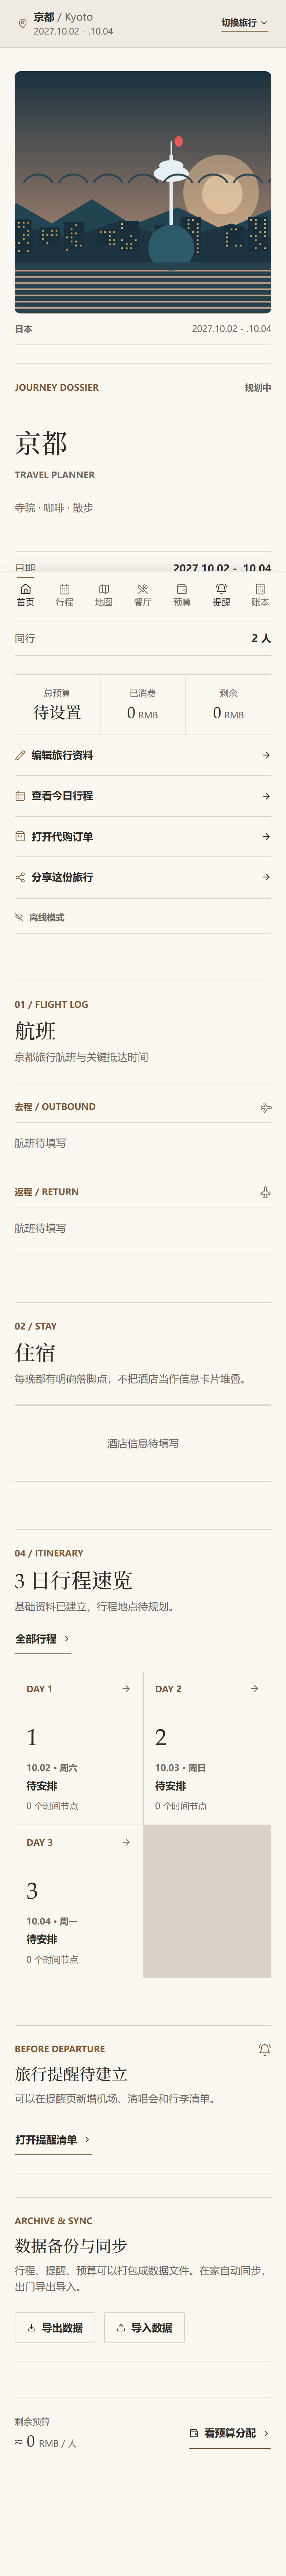 京都 / Kyoto
2027.10.02 - .10.04
切换旅行
日本
2027.10.02 - .10.04
JOURNEY DOSSIER
规划中
京都
TRAVEL PLANNER
寺院 · 咖啡 · 散步
日期
2027.10.02 - .10.04
首页
行程
地图
餐厅
预算
提醒
账本
同行
2 人
总预算
待设置
已消费
0 RMB
剩余
0 RMB
编辑旅行资料
查看今日行程
打开代购订单
分享这份旅行
离线模式
01 / FLIGHT LOG
航班
京都旅行航班与关键抵达时间
去程 / OUTBOUND
航班待填写
返程 / RETURN
航班待填写
02 / STAY
住宿
每晚都有明确落脚点，不把酒店当作信息卡片堆叠。
酒店信息待填写
04 / ITINERARY
3 日行程速览
基础资料已建立，行程地点待规划。
全部行程
DAY 1
1
10.02 • 周六
待安排
0 个时间节点
DAY 2
2
10.03 • 周日
待安排
0 个时间节点
DAY 3
3
10.04 • 周一
待安排
0 个时间节点
BEFORE DEPARTURE
旅行提醒待建立
可以在提醒页新增机场、演唱会和行李清单。
打开提醒清单
ARCHIVE & SYNC
数据备份与同步
行程、提醒、预算可以打包成数据文件。在家自动同步，
出门导出导入。
导出数据
导入数据
剩余预算
≈ 0 RMB / 人
看预算分配